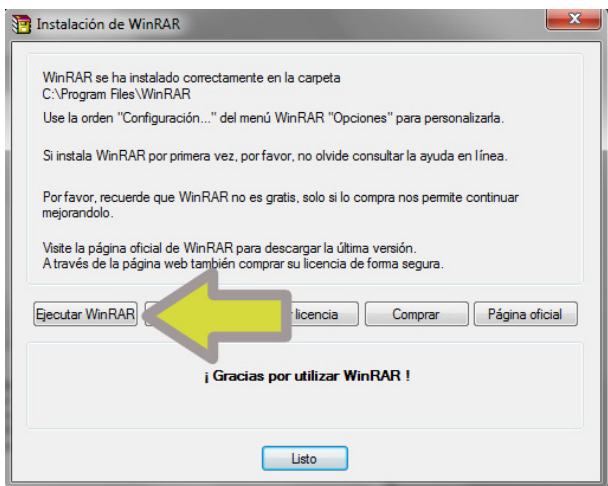 Instalación de WinRAR
WinRAR se ha instalado correctamente en la carpeta
C:\Program Files\WinRAR
Use la orden "Configuración..." del menú WinRAR "Opciones" para personalizarla.
Si instala WinRAR por primera vez, por favor, no olvide consultar la ayuda en línea.
Por favor, recuerde que WinRAR no es gratis, solo si lo compra nos permite continuar
mejorandolo.
Visite la página oficial de WinRAR para descargar la última versión.
A través de la página web también comprar su licencia de forma segura.
Ejecutar WinRAR licencia Comprar Página oficial
¡ Gracias por utilizar WinRAR !
Listo